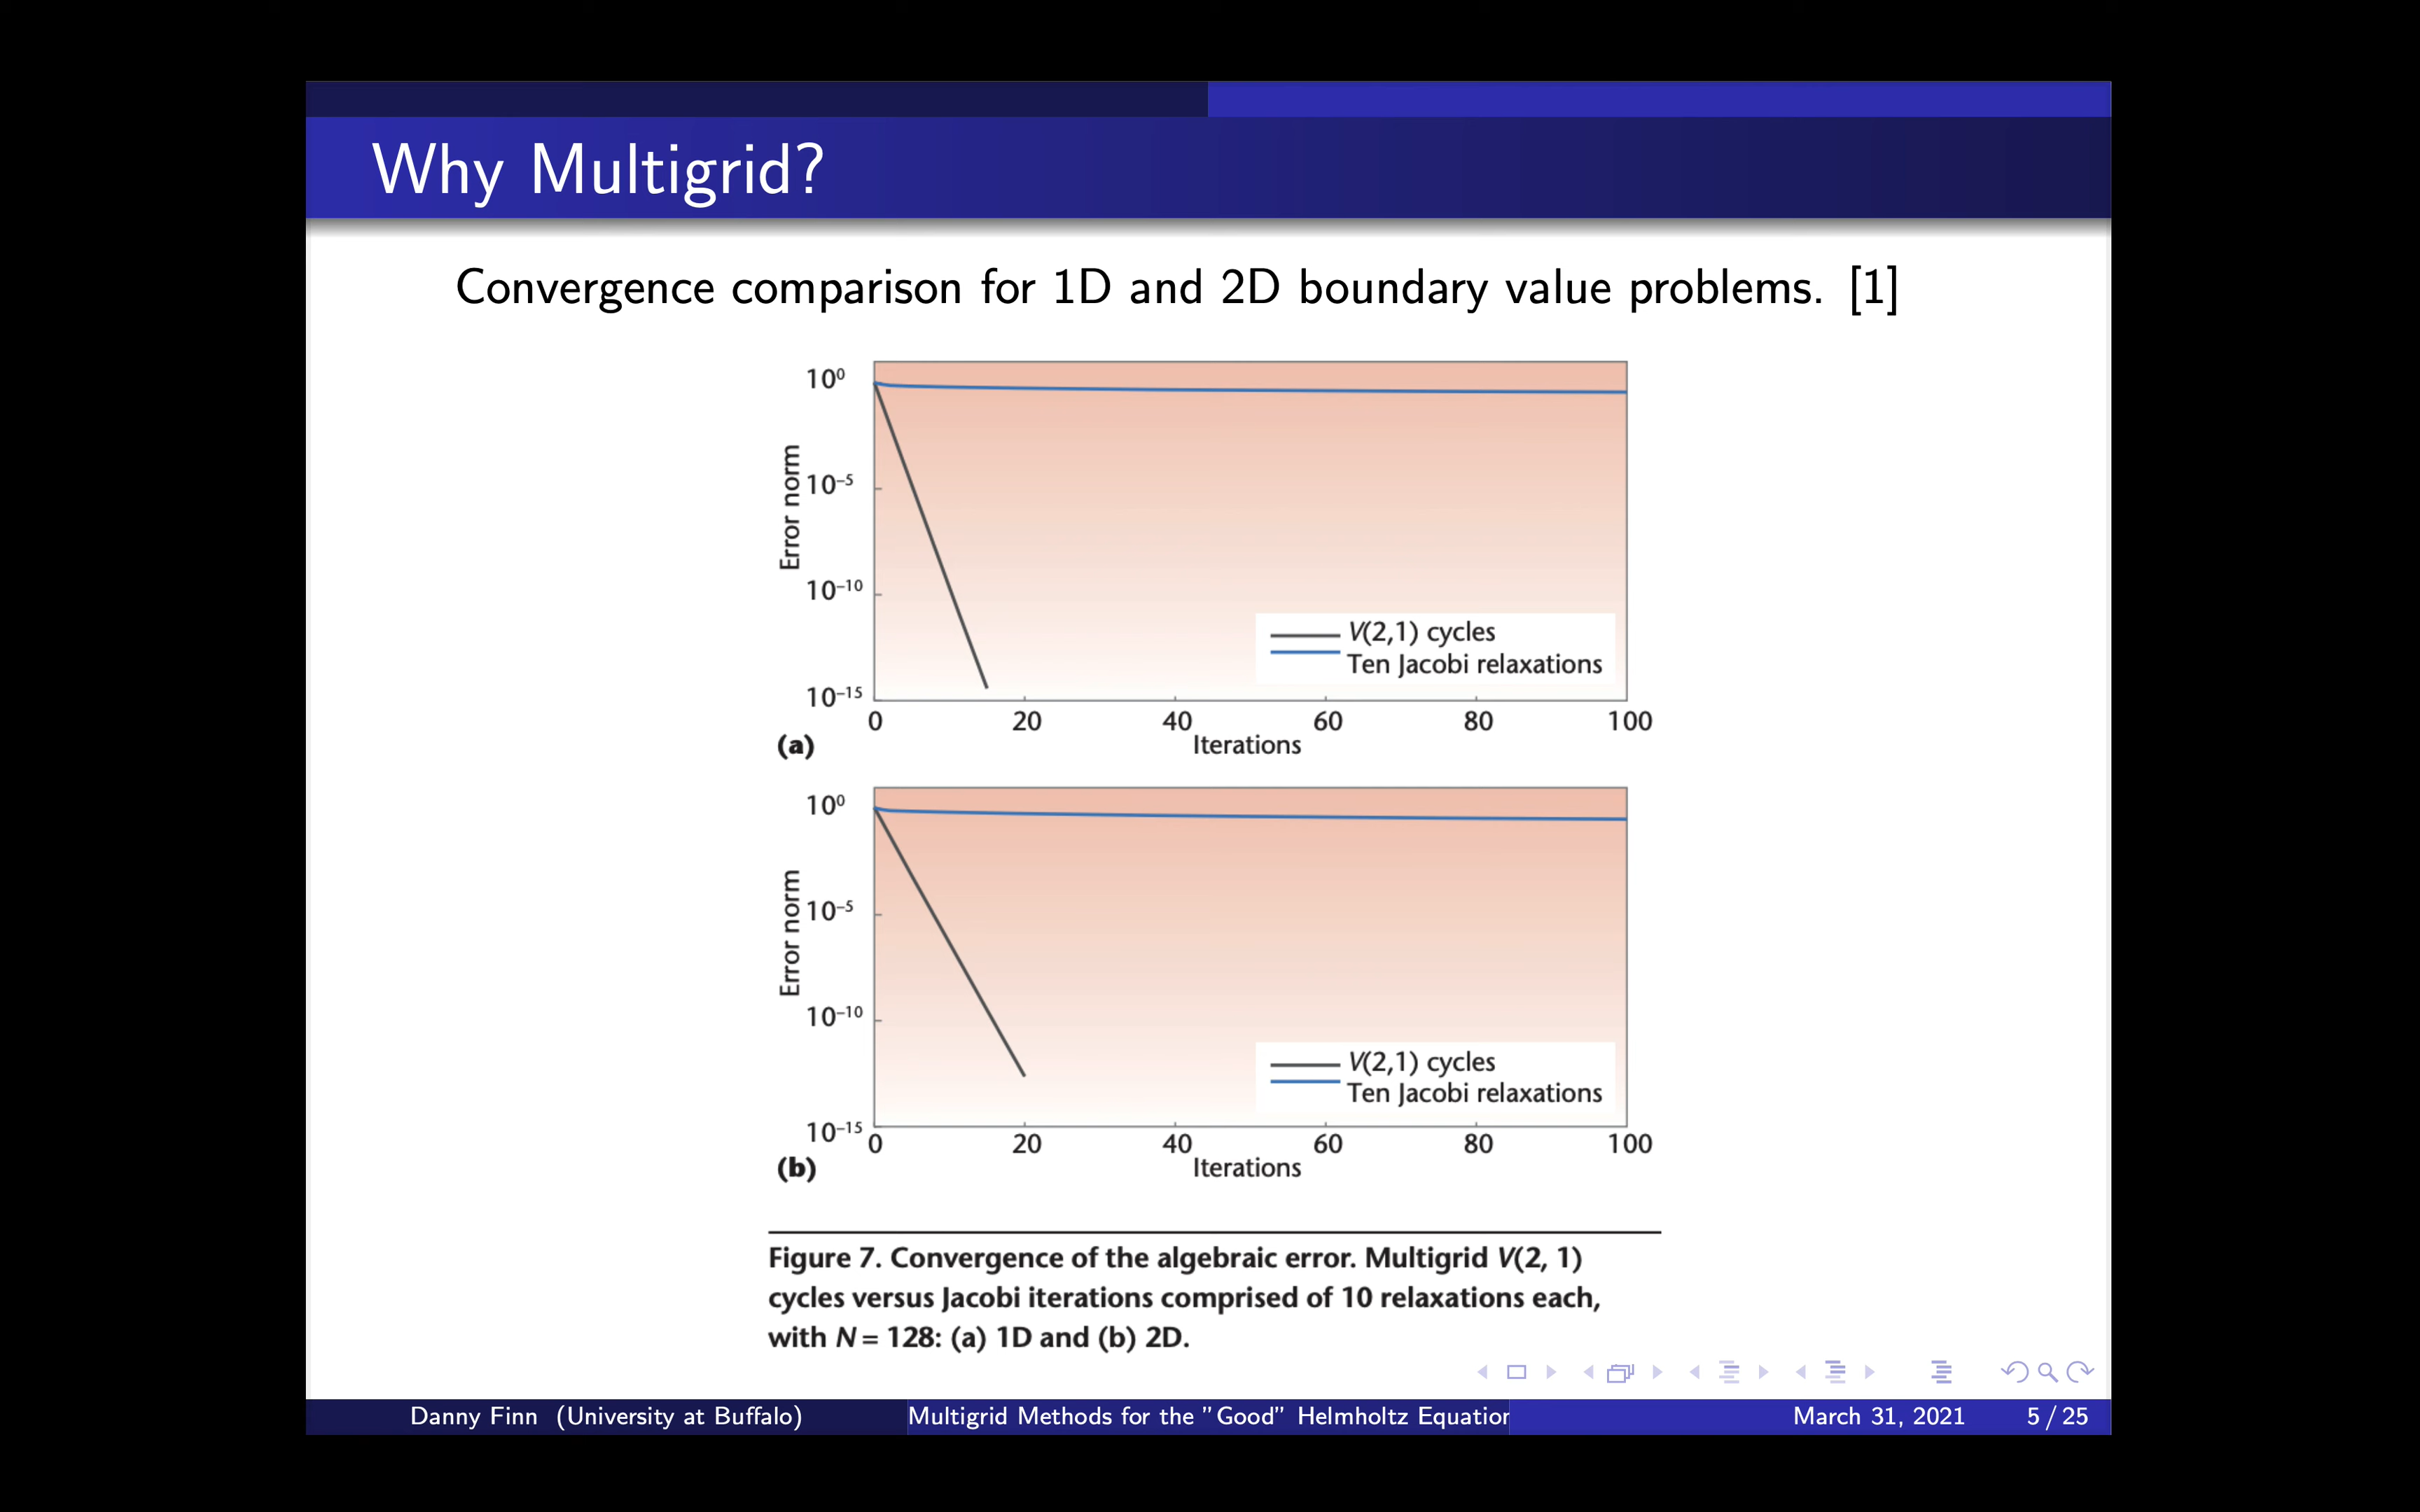 Why Multigrid?
Convergence comparison for 1D and 2D boundary value problems. [1]
10⁰
10⁻⁵
10⁻¹⁰
10⁻¹⁵
Error norm
V(2,1) cycles
Ten Jacobi relaxations
0 20 40 60 80 100
Iterations
(a)
10⁰
10⁻⁵
10⁻¹⁰
10⁻¹⁵
Error norm
V(2,1) cycles
Ten Jacobi relaxations
0 20 40 60 80 100
Iterations
(b)
Figure 7. Convergence of the algebraic error. Multigrid V(2, 1)
cycles versus Jacobi iterations comprised of 10 relaxations each,
with N = 128: (a) 1D and (b) 2D.
Danny Finn (University at Buffalo) Multigrid Methods for the "Good" Helmholtz Equation March 31, 2021 5 / 25